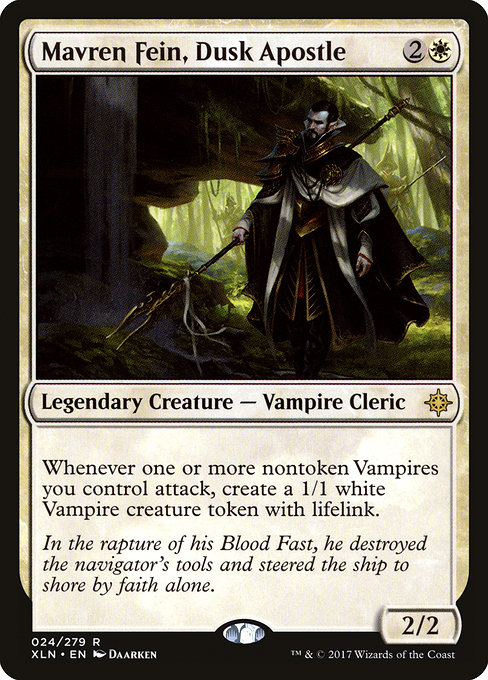 Mavren Fein, Dusk Apostle 2
Legendary Creature — Vampire Cleric
Whenever one or more nontoken Vampires
you control attack, create a 1/1 white
Vampire creature token with lifelink.
In the rapture of his Blood Fast, he destroyed
the navigator's tools and steered the ship to
shore by faith alone.
2/2
024/279 R
XLN • EN DAARKEN
™ & © 2017 Wizards of the Coast